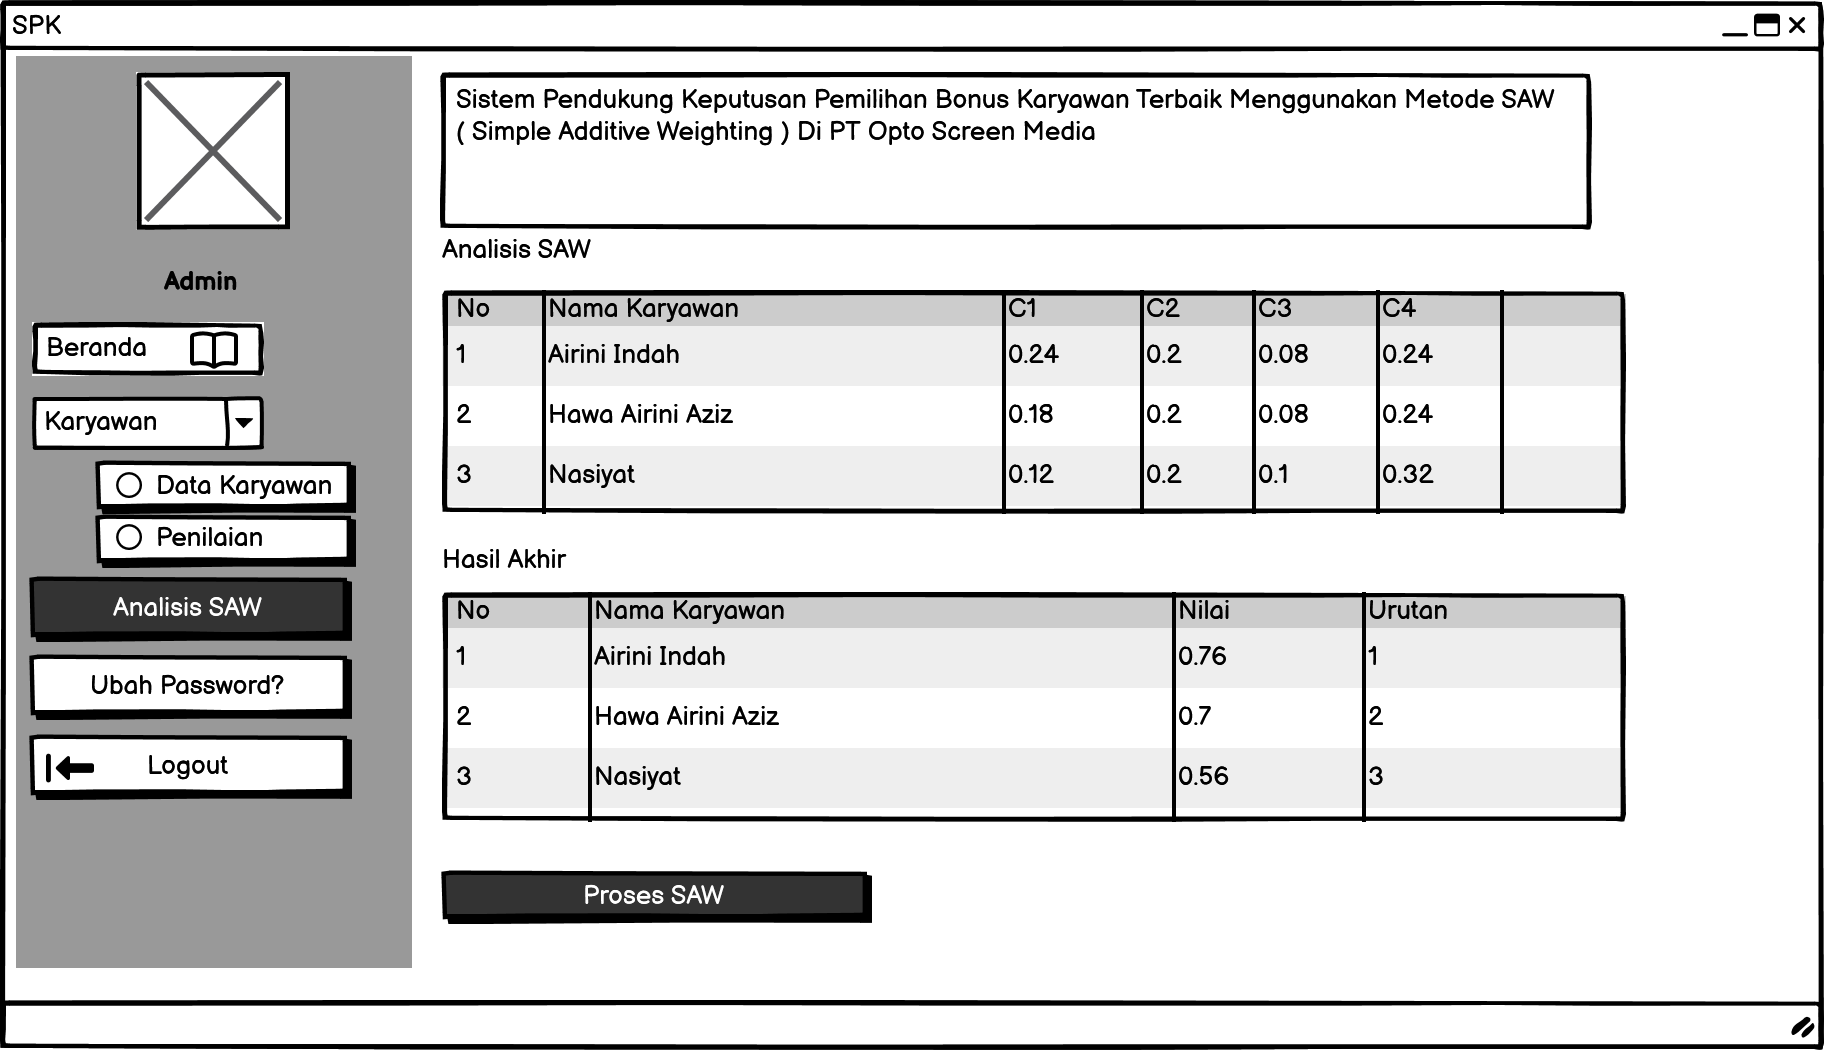 SPK
Admin
Beranda
Karyawan
Data Karyawan
Penilaian
Analisis SAW
Ubah Password?
Logout
Sistem Pendukung Keputusan Pemilihan Bonus Karyawan Terbaik Menggunakan Metode SAW
( Simple Additive Weighting ) Di PT Opto Screen Media
Analisis SAW
No Nama Karyawan C1 C2 C3 C4
1 Airini Indah 0.24 0.2 0.08 0.24
2 Hawa Airini Aziz 0.18 0.2 0.08 0.24
3 Nasiyat 0.12 0.2 0.1 0.32
Hasil Akhir
No Nama Karyawan Nilai Urutan
1 Airini Indah 0.76 1
2 Hawa Airini Aziz 0.7 2
3 Nasiyat 0.56 3
Proses SAW